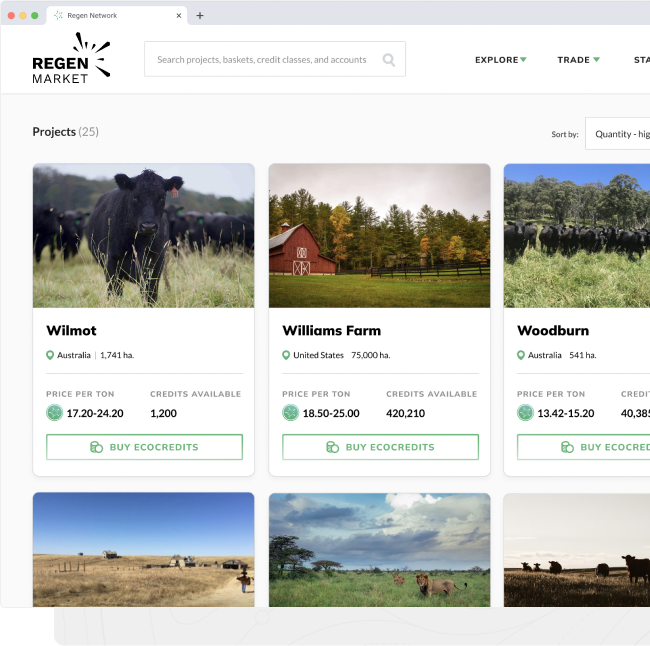 Regen Network
REGEN
MARKET
Search projects, baskets, credit classes, and accounts
EXPLORE
TRADE
STA
Projects (25)
Sort by:
Quantity - hig
Wilmot
Australia | 1,741 ha.
PRICE PER TON
CREDITS AVAILABLE
17.20-24.20
1,200
BUY ECOCREDITS
Williams Farm
United States 75,000 ha.
PRICE PER TON
CREDITS AVAILABLE
18.50-25.00
420,210
BUY ECOCREDITS
Woodburn
Australia 541 ha.
PRICE PER TON
CREDI
13.42-15.20
40,385
BUY ECOCRED